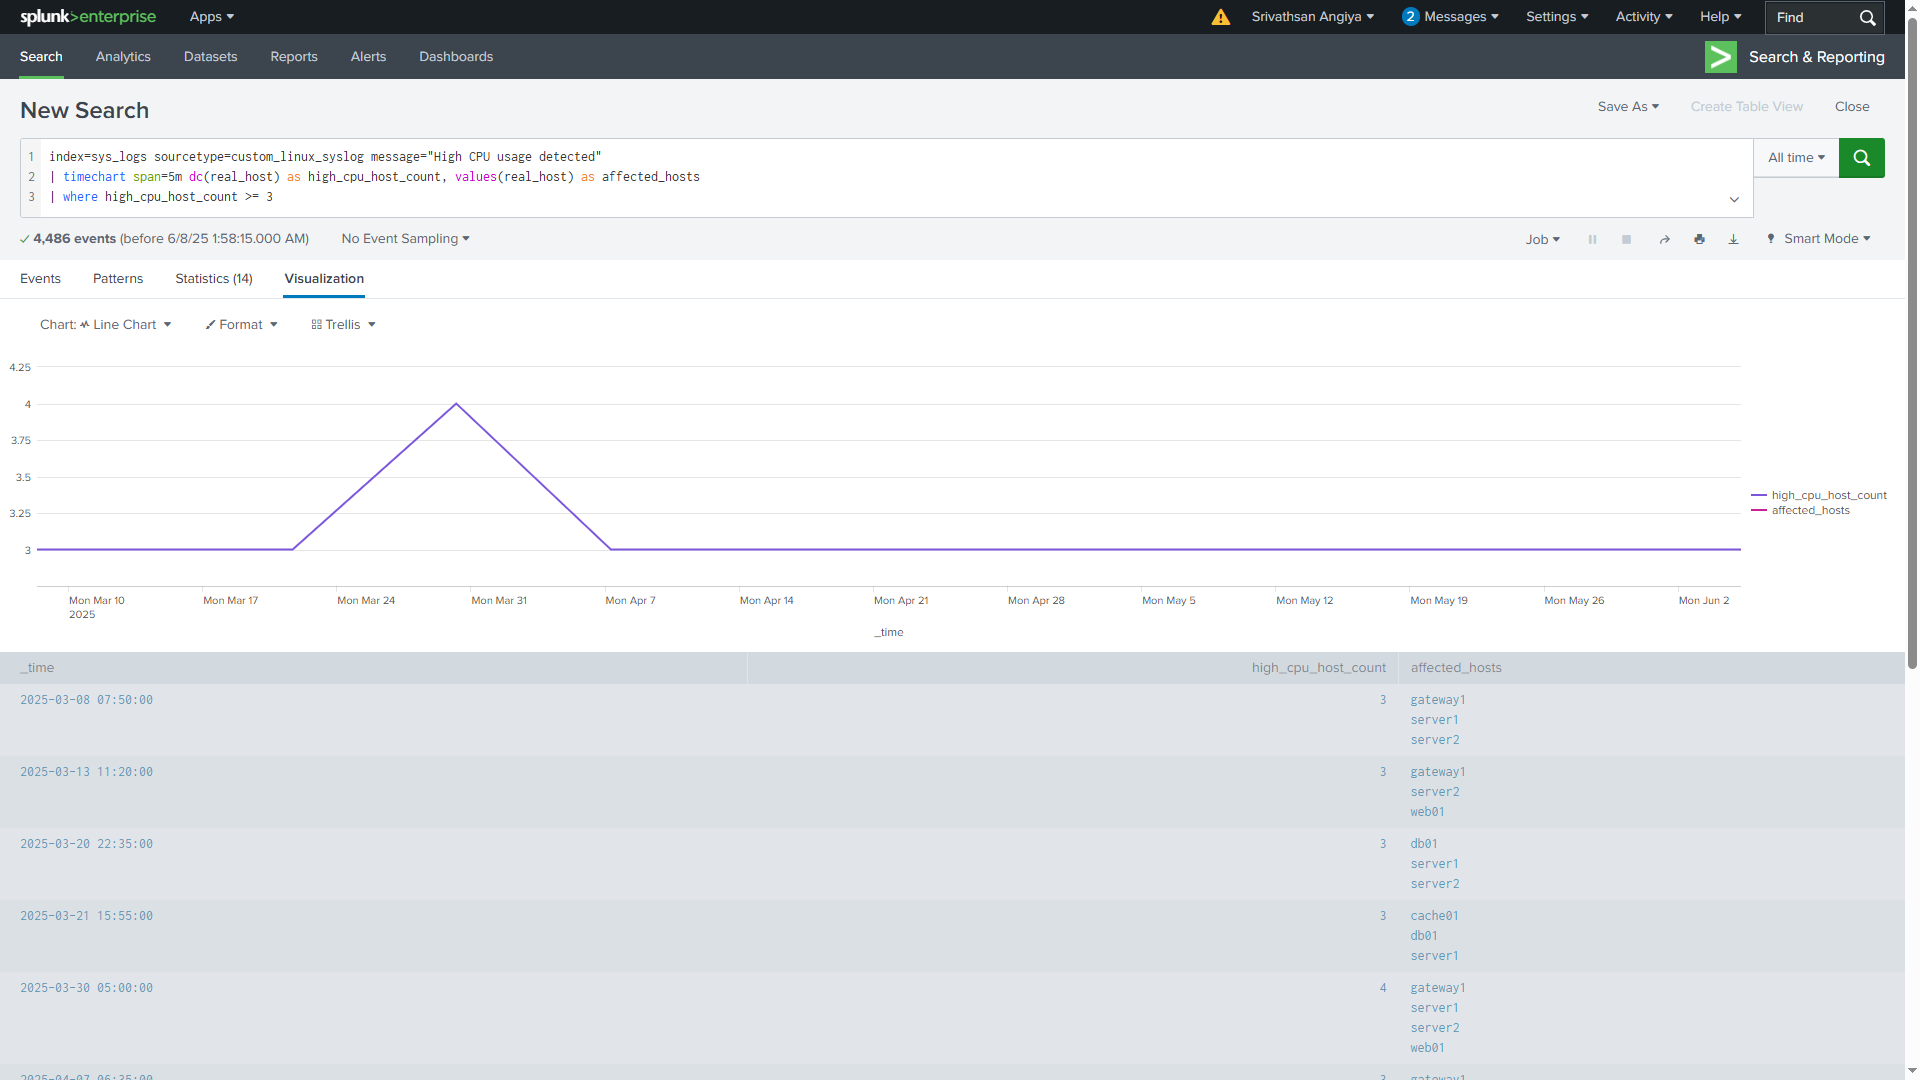 splunk>enterprise Apps Srivathsan Angiya 2 Messages Settings Activity Help Find
Search Analytics Datasets Reports Alerts Dashboards Search & Reporting
New Search Save As Create Table View Close
1 index=sys_logs sourcetype=custom_linux_syslog message="High CPU usage detected" All time
2 | timechart span=5m dc(real_host) as high_cpu_host_count, values(real_host) as affected_hosts
3 | where high_cpu_host_count >= 3
4,486 events (before 6/8/25 1:58:15.000 AM) No Event Sampling Job Smart Mode
Events Patterns Statistics (14) Visualization
Chart: Line Chart Format Trellis
4.25
4
3.75
3.5
3.25
3
high_cpu_host_count
affected_hosts
Mon Mar 10 Mon Mar 17 Mon Mar 24 Mon Mar 31 Mon Apr 7 Mon Apr 14 Mon Apr 21 Mon Apr 28 Mon May 5 Mon May 12 Mon May 19 Mon May 26 Mon Jun 2
2025
_time
_time high_cpu_host_count affected_hosts
2025-03-08 07:50:00 3 gateway1
server1
server2
2025-03-13 11:20:00 3 gateway1
server2
web01
2025-03-20 22:35:00 3 db01
server1
server2
2025-03-21 15:55:00 3 cache01
db01
server1
2025-03-30 05:00:00 4 gateway1
server1
server2
web01
2025-04-07 06:35:00 3 gateway1